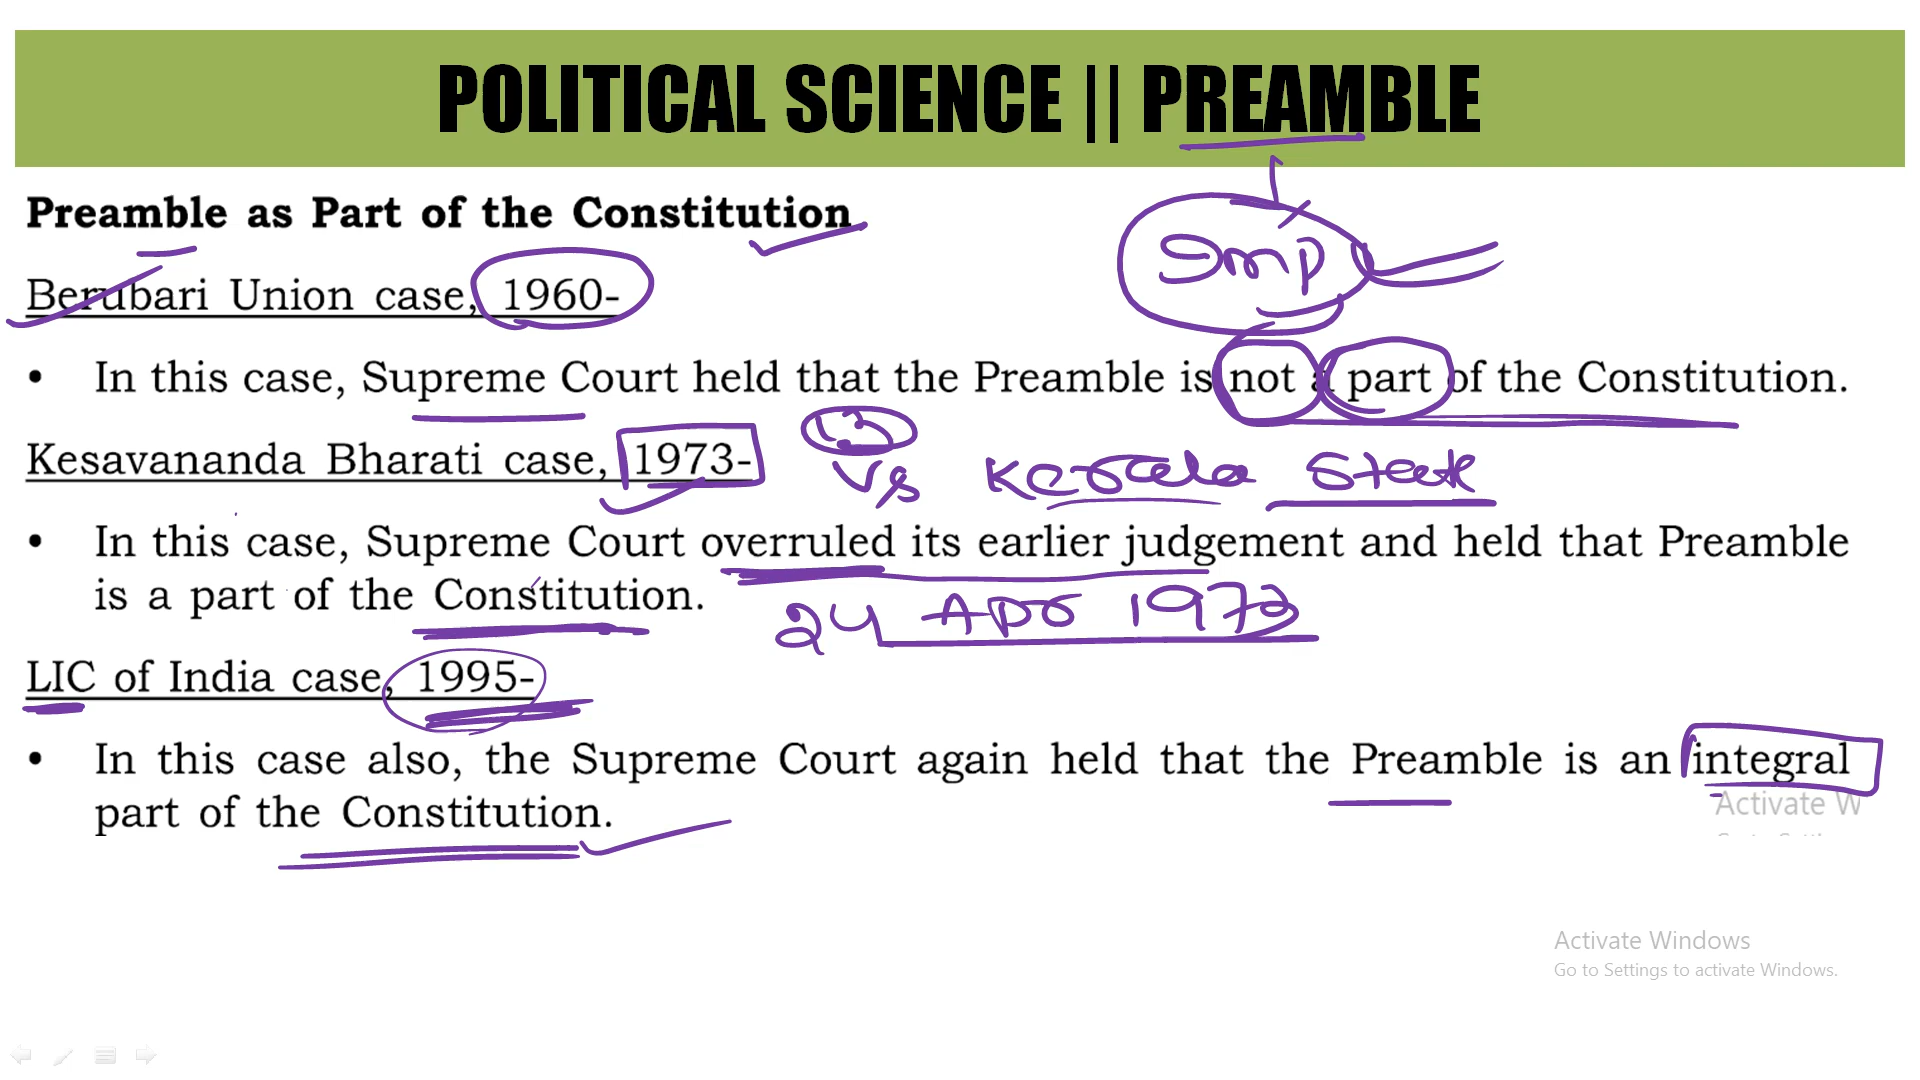 POLITICAL SCIENCE || PREAMBLE
Preamble as Part of the Constitution
Imp
Berubari Union case, 1960-
• In this case, Supreme Court held that the Preamble is not a part of the Constitution.
Kesavananda Bharati case, 1973- Vs Kerala State
• In this case, Supreme Court overruled its earlier judgement and held that Preamble
is a part of the Constitution.
24 Apr 1973
LIC of India case, 1995-
• In this case also, the Supreme Court again held that the Preamble is an integral
part of the Constitution.
Activate W
Activate Windows
Go to Settings to activate Windows.